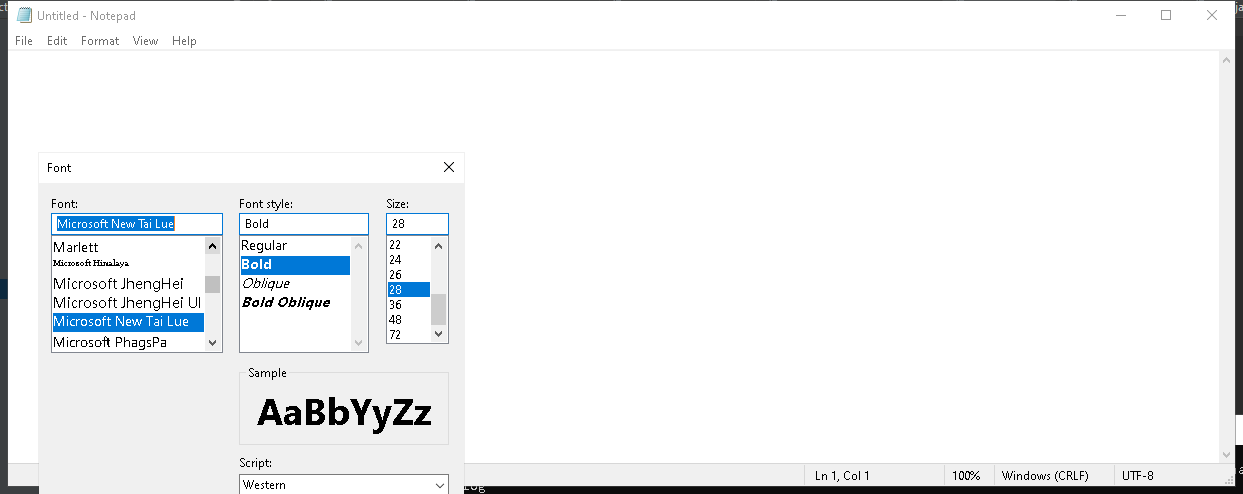 Untitled - Notepad
File Edit Format View Help
Font
Font: Font style: Size:
Microsoft New Tai Lue Bold 28
Marlett Regular 22
Microsoft Himalaya Bold 24
Microsoft JhengHei Oblique 26
Microsoft JhengHei UI Bold Oblique 28
Microsoft New Tai Lue 36
Microsoft PhagsPa 48
72
Sample
AaBbYyZz
Script:
Western
Ln 1, Col 1 100% Windows (CRLF) UTF-8